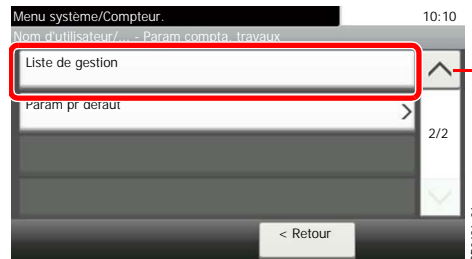 Menu système/Compteur. 10:10
Nom d'utilisateur/... - Param compta. travaux
Liste de gestion
Param pr défaut
2/2
< Retour